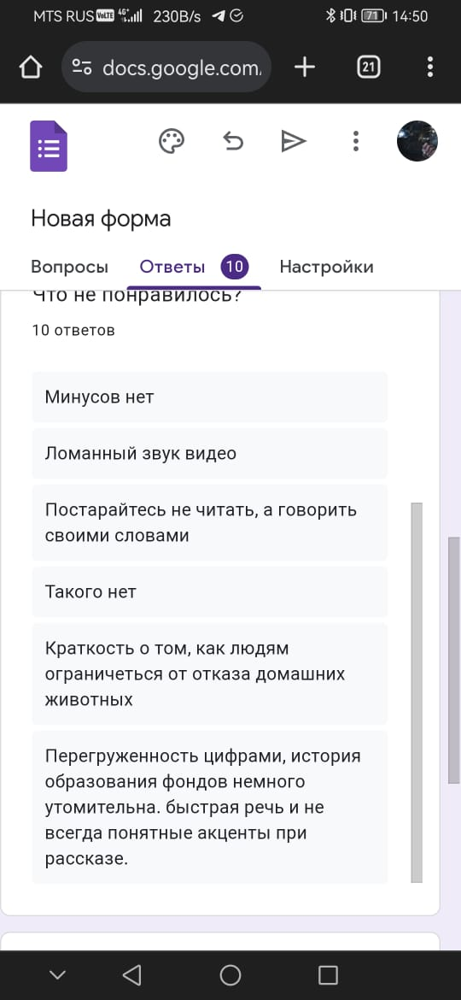 MTS RUS VoLTE 4G+ 230B/s 71 14:50
docs.google.com
21
Новая форма
Вопросы Ответы 10 Настройки
Что не понравилось?
10 ответов
Минусов нет
Ломанный звук видео
Постарайтесь не читать, а говорить
своими словами
Такого нет
Краткость о том, как людям
ограничеться от отказа домашних
животных
Перегруженность цифрами, история
образования фондов немного
утомительна. быстрая речь и не
всегда понятные акценты при
рассказе.